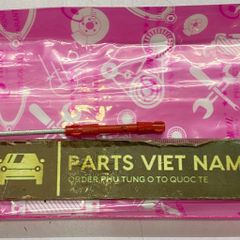 PARTS VIET NAM
ORDER PHU TUNG O TO QUOC TE